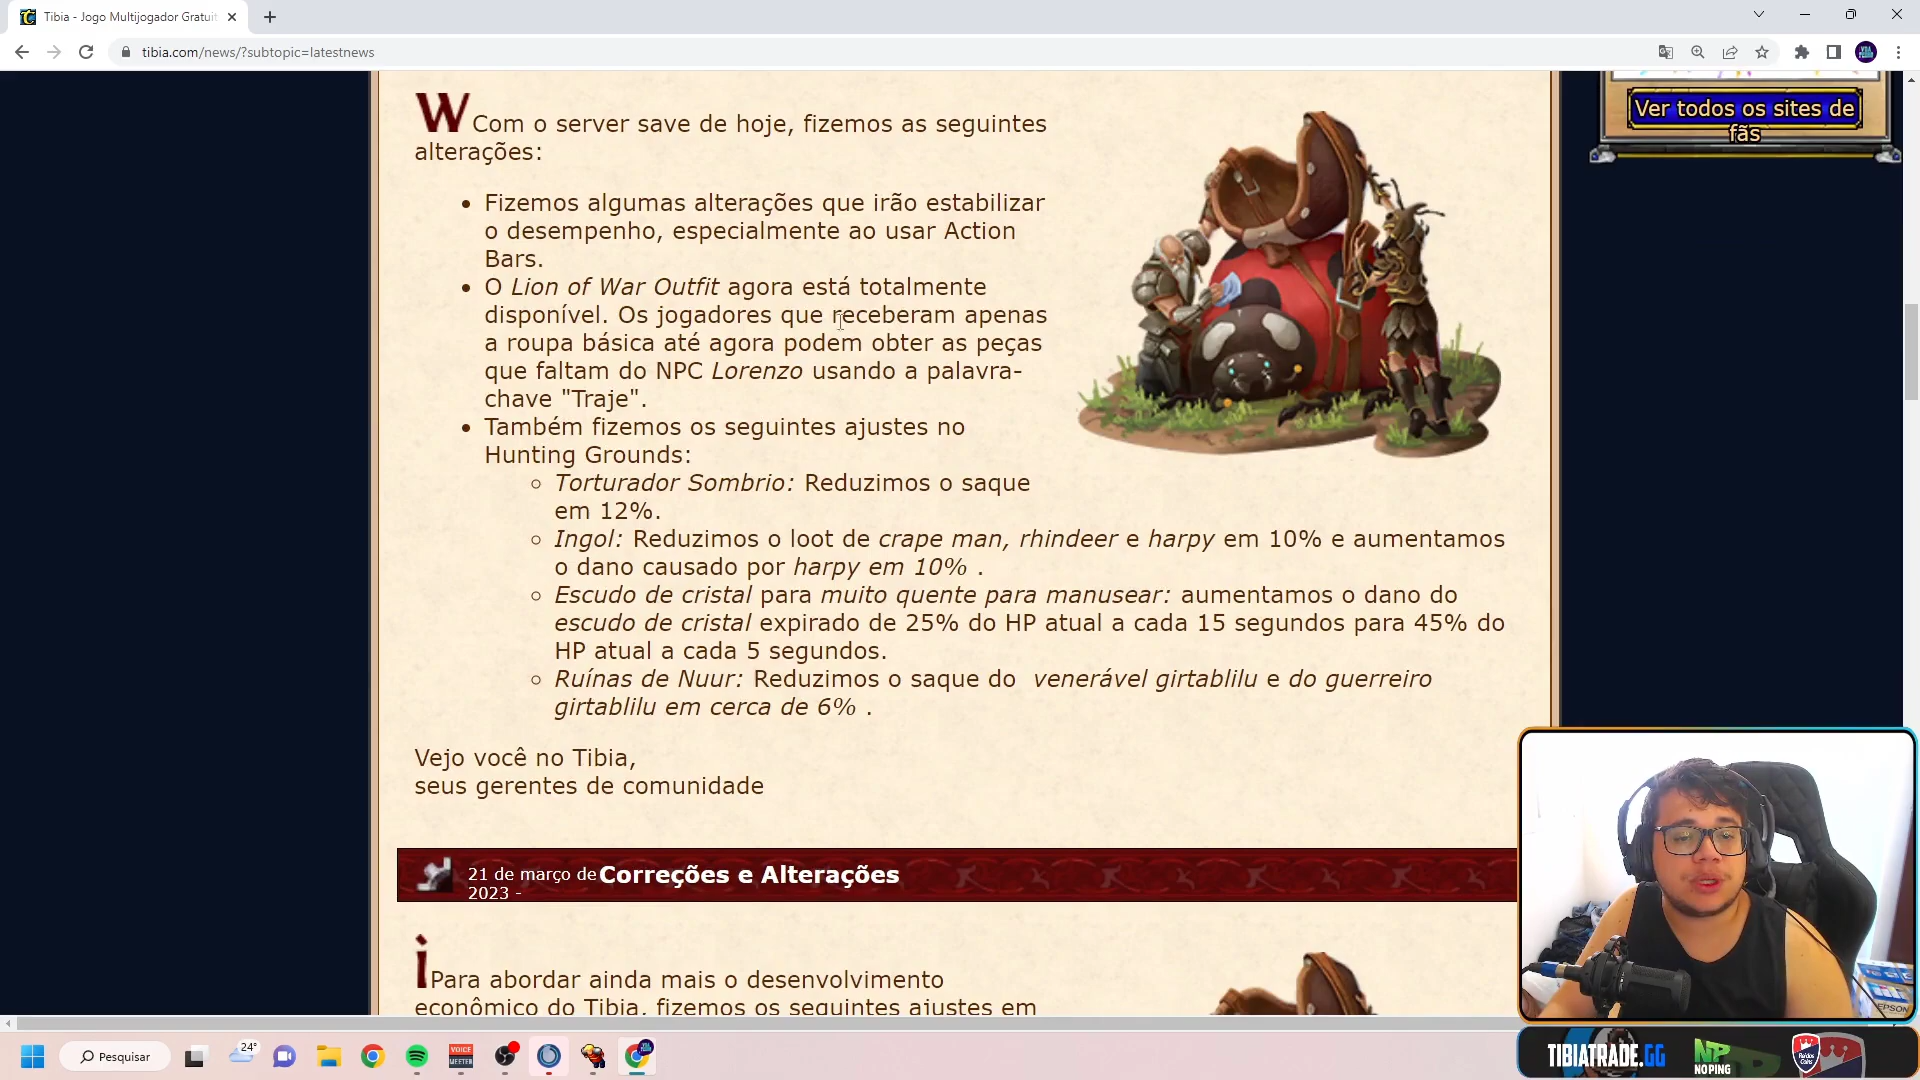 Tibia - Jogo Multijogador Gratuit
tibia.com/news/?subtopic=latestnews
Ver todos os sites de
fãs
W Com o server save de hoje, fizemos as seguintes
alterações:
Fizemos algumas alterações que irão estabilizar
o desempenho, especialmente ao usar Action
Bars.
O Lion of War Outfit agora está totalmente
disponível. Os jogadores que receberam apenas
a roupa básica até agora podem obter as peças
que faltam do NPC Lorenzo usando a palavra-
chave "Traje".
Também fizemos os seguintes ajustes no
Hunting Grounds:
Torturador Sombrio: Reduzimos o saque
em 12%.
Ingol: Reduzimos o loot de crape man, rhindeer e harpy em 10% e aumentamos
o dano causado por harpy em 10% .
Escudo de cristal para muito quente para manusear: aumentamos o dano do
escudo de cristal expirado de 25% do HP atual a cada 15 segundos para 45% do
HP atual a cada 5 segundos.
Ruínas de Nuur: Reduzimos o saque do venerável girtablilu e do guerreiro
girtablilu em cerca de 6% .
Vejo você no Tibia,
seus gerentes de comunidade
21 de março de
2023 -
Correções e Alterações
i Para abordar ainda mais o desenvolvimento
econômico do Tibia, fizemos os seguintes ajustes em
EPSON
24°
Pesquisar
VOICE
MEETER
TIBIATRADE.GG
NP
NOPING